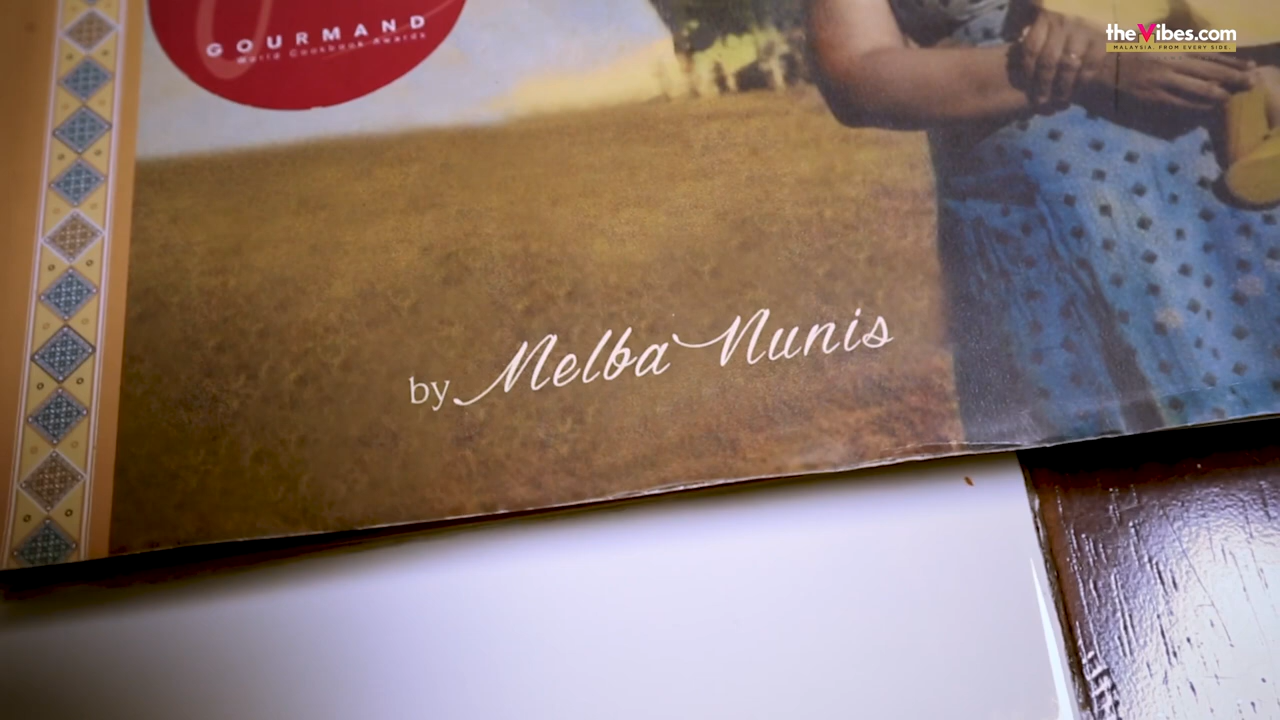 GOURMAND
World Cookbook Awards
theVibes.com
MALAYSIA. FROM EVERY SIDE.
by Melba Nunis